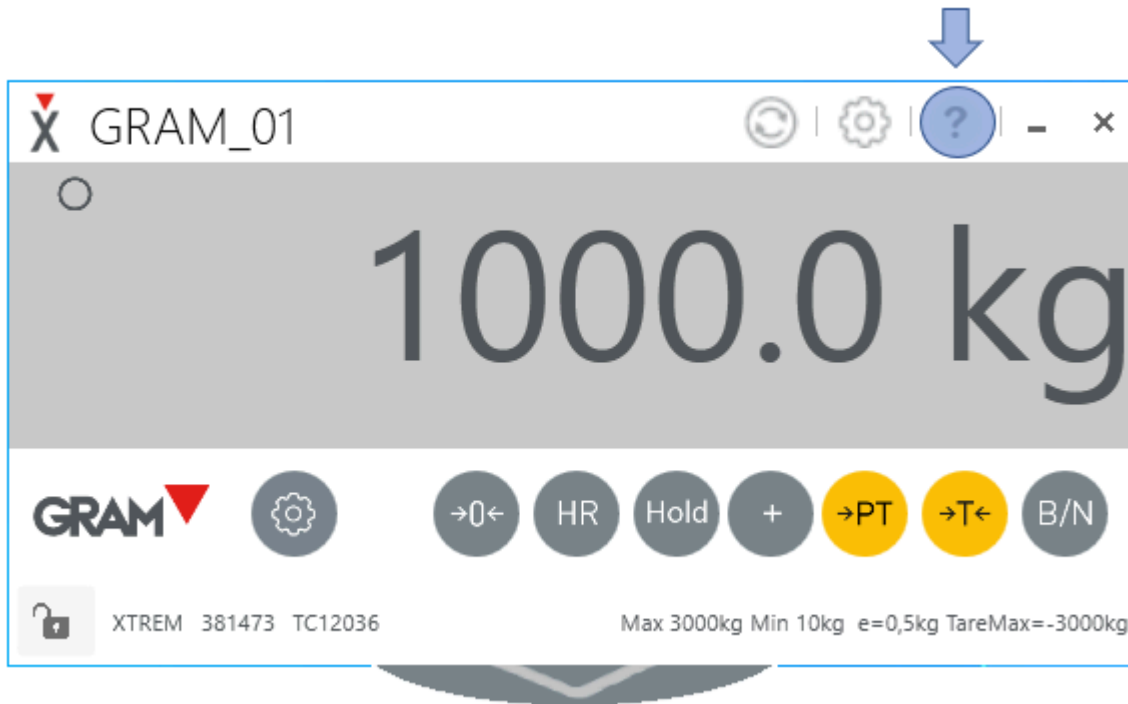 GRAM_01 ?
1000.0 kg
GRAM →0← HR Hold + →PT →T← B/N
XTREM 381473 TC12036 Max 3000kg Min 10kg e=0,5kg TareMax=-3000kg